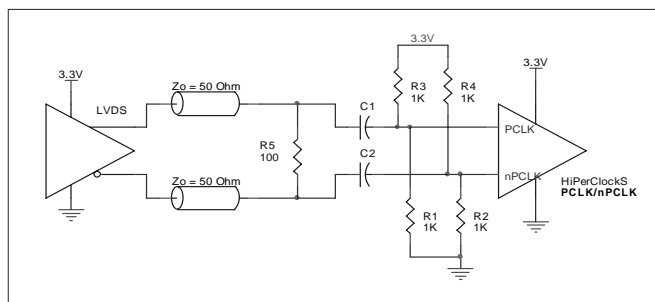 3.3V
3.3V
3.3V
LVDS
Zo = 50 Ohm
C1
R3
1K
R4
1K
PCLK
R5
100
C2
nPCLK
Zo = 50 Ohm
R1
1K
R2
1K
HiPerClockS
PCLK/nPCLK